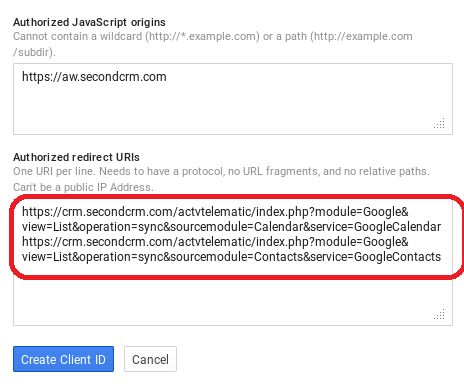 Authorized JavaScript origins
Cannot contain a wildcard (http://*.example.com) or a path (http://example.com
/subdir).
https://aw.secondcrm.com
Authorized redirect URIs
One URI per line. Needs to have a protocol, no URL fragments, and no relative paths.
Can't be a public IP Address.
https://crm.secondcrm.com/actvtelematic/index.php?module=Google&
view=List&operation=sync&sourcemodule=Calendar&service=GoogleCalendar
https://crm.secondcrm.com/actvtelematic/index.php?module=Google&
view=List&operation=sync&sourcemodule=Contacts&service=GoogleContacts
Create Client ID
Cancel